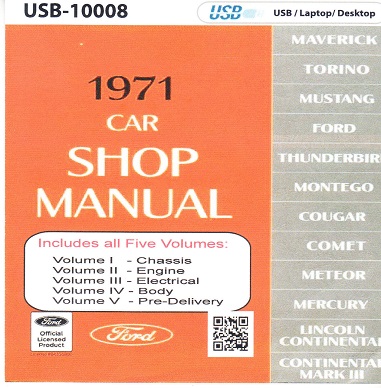 USB-10008
USB
USB / Laptop/ Desktop
1971
CAR
SHOP
MANUAL
Includes all Five Volumes:
Volume I - Chassis
Volume II - Engine
Volume III - Electrical
Volume IV - Body
Volume V - Pre-Delivery
Ford
Official
Licensed
Product
Ford
MAVERICK
TORINO
MUSTANG
FORD
THUNDERBIRD
MONTEGO
COUGAR
COMET
METEOR
MERCURY
LINCOLN
CONTINENTAL
CONTINENTAL
MARK III